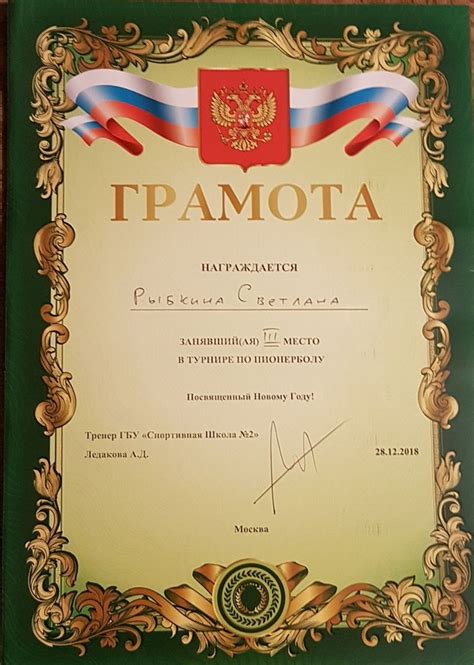 ГРАМОТА
НАГРАЖДАЕТСЯ
Рыбкина Светлана
ЗАНЯВШИЙ(АЯ) III МЕСТО
В ТУРНИРЕ ПО ПИОНЕРБОЛУ
Посвященный Новому Году!
Тренер ГБУ «Спортивная Школа №2»
Ледакова А.Д.
28.12.2018
Москва